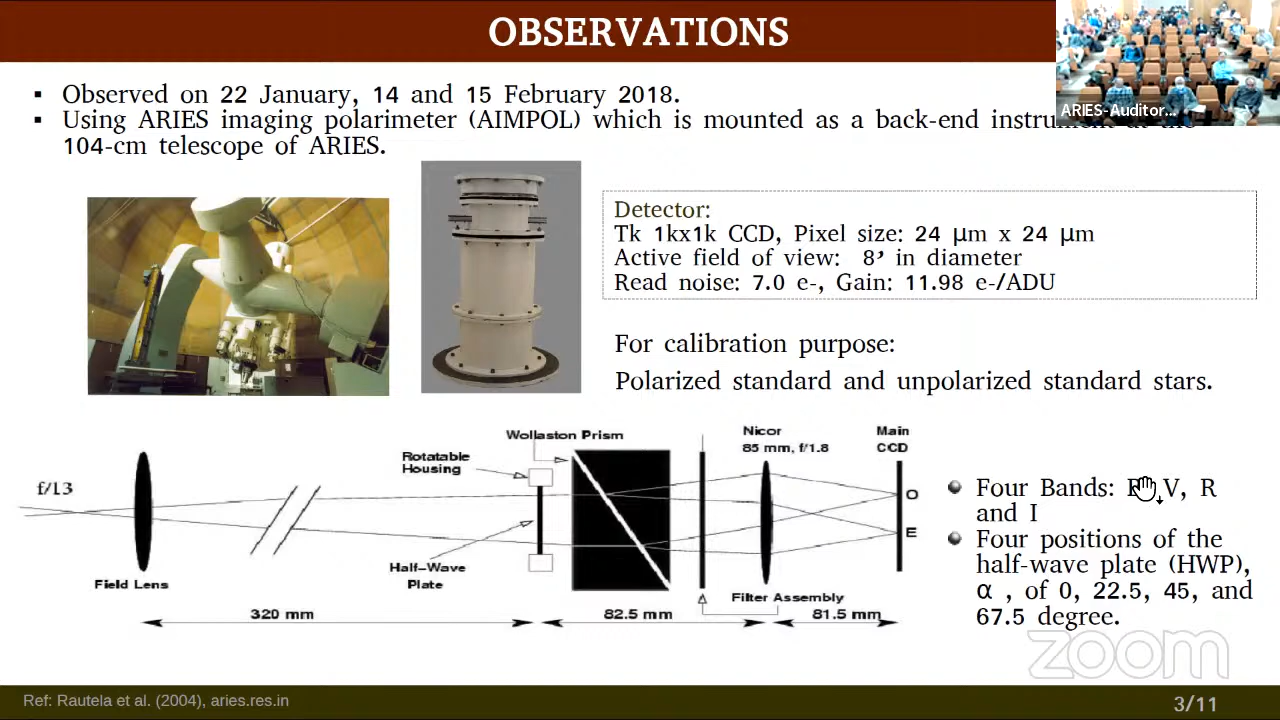 OBSERVATIONS
ARIES-Auditor...
▪ Observed on 22 January, 14 and 15 February 2018.
▪ Using ARIES imaging polarimeter (AIMPOL) which is mounted as a back-end
104-cm telescope of ARIES.
Detector:
Tk 1kx1k CCD, Pixel size: 24 µm x 24 µm
Active field of view: 8’ in diameter
Read noise: 7.0 e-, Gain: 11.98 e-/ADU
For calibration purpose:
Polarized standard and unpolarized standard stars.
f/13
Field Lens
320 mm
Rotatable
Housing
Half-Wave
Plate
Wollaston Prism
82.5 mm
Nicor
85 mm, f/1.8
Filter Assembly
81.5 mm
Main
CCD
O
E
Four Bands: V, R
and I
Four positions of the
half-wave plate (HWP),
α , of 0, 22.5, 45, and
67.5 degree.
zoom
Ref: Rautela et al. (2004), aries.res.in
3/11